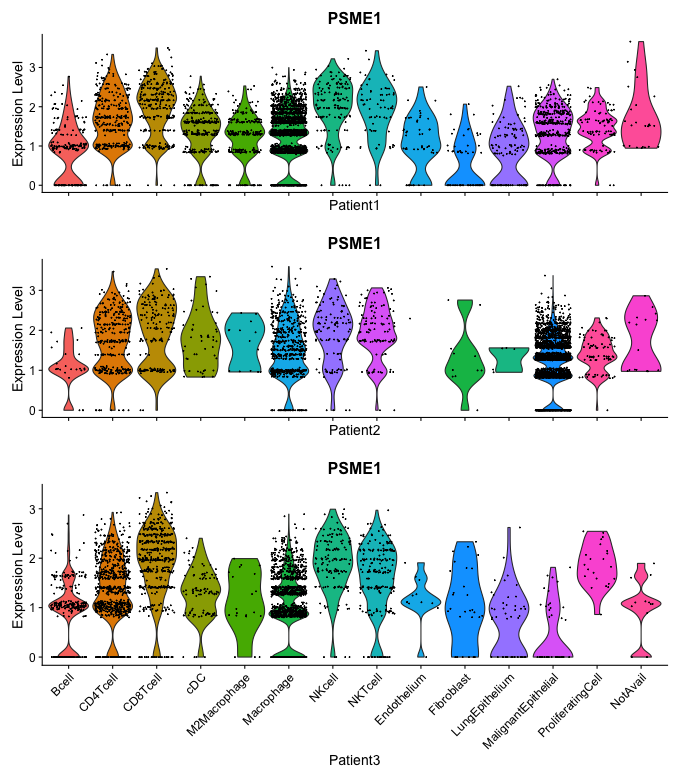 PSME1
Expression Level
3
2
1
0
Patient1
PSME1
Expression Level
3
2
1
0
Patient2
PSME1
Expression Level
3
2
1
0
Bcell
CD4Tcell
CD8Tcell
cDC
M2Macrophage
Macrophage
NKcell
NKTcell
Endothelium
Fibroblast
LungEpithelium
MalignantEpithelial
ProliferatingCell
NotAvail
Patient3